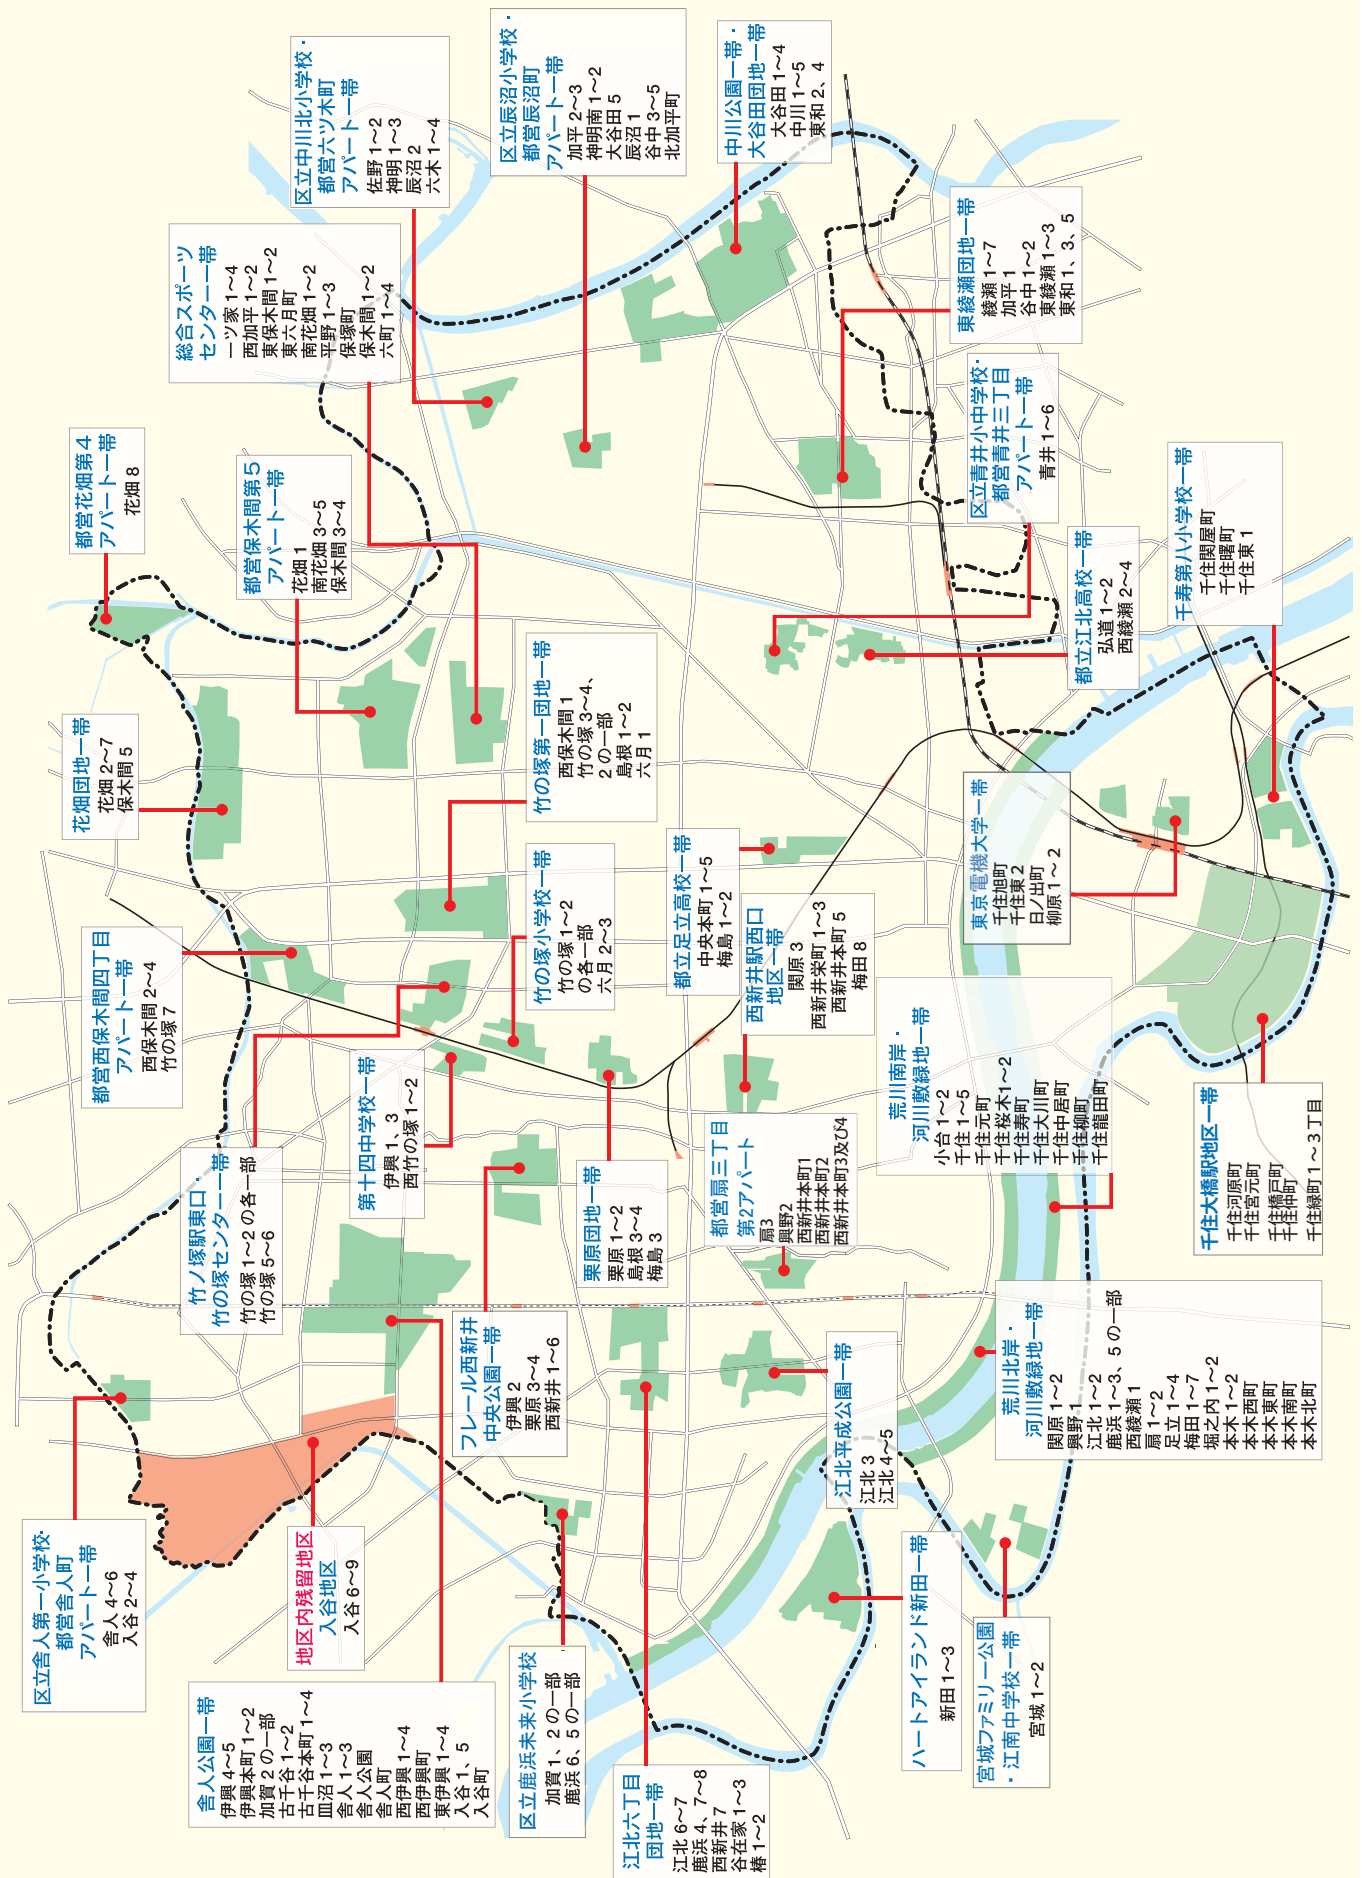 区立舎人第一小学校・
都営舎人町
アパート一帯
舎人 4〜6
入谷 2〜4
地区内残留地区
入谷地区
入谷 6〜9
舎人公園一帯
伊興 4〜5
伊興本町 1〜2
加賀 2 の一部
古千谷 1〜2
古千谷本町 1〜4
皿沼 1〜3
舎人 1〜3
舎人公園
舎人町
西伊興 1〜4
西伊興町
東伊興 1〜4
入谷 1、5
入谷町
区立鹿浜未来小学校
加賀 1、2 の一部
鹿浜 6、5 の一部
江北六丁目
団地一帯
江北 6〜7
鹿浜 4、7〜8
西新井 7
谷在家 1〜3
椿 1〜2
ハートアイランド新田一帯
新田 1〜3
宮城ファミリー公園
・江南中学校一帯
宮城 1〜2
竹ノ塚駅東口・
竹の塚センター一帯
竹の塚 1〜2 の各一部
竹の塚 5〜6
第十四中学校一帯
伊興 1、3
西竹の塚 1〜2
フレール西新井
中央公園一帯
伊興 2
栗原 3〜4
西新井 1〜6
栗原団地一帯
栗原 1〜2
島根 3〜4
梅島 3
都営扇三丁目
第2アパート
扇3
興野2
西新井本町1
西新井本町2
西新井本町3及び4
江北平成公園一帯
江北 3
江北 4〜5
荒川北岸・
河川敷緑地一帯
関原 1〜2
興野 1
江北 1〜2
鹿浜 1〜3、5 の一部
西綾瀬 1
扇 1〜2
足立 1〜4
梅田 1〜7
堀之内 1〜2
本木 1〜2
本木西町
本木東町
本木南町
本木北町
荒川南岸・
河川敷緑地一帯
小台 1〜2
千住 1〜5
千住元町
千住桜木1〜2
千住寿町
千住大川町
千住中居町
千住柳町
千住龍田町
千住大橋駅地区一帯
千住河原町
千住宮元町
千住橋戸町
千住仲町
千住緑町 1〜3丁目
都営西保木間四丁目
アパート一帯
西保木間 2〜4
竹の塚 7
竹の塚小学校一帯
竹の塚 1〜2
の各一部
六月 2〜3
都立足立高校一帯
中央本町 1〜5
梅島 1〜2
西新井駅西口
地区一帯
関原 3
西新井栄町 1〜3
西新井本町 5
梅田 8
東京電機大学一帯
千住旭町
千住東 2
日ノ出町
柳原 1〜 2
花畑団地一帯
花畑 2〜7
保木間 5
竹の塚第一団地一帯
西保木間 1
竹の塚 3〜4、
2 の一部
島根 1〜2
六月 1
都営花畑第4
アパート一帯
花畑 8
都営保木間第5
アパート一帯
花畑 1
南花畑 3〜5
保木間 3〜4
都立江北高校一帯
弘道 1〜2
西綾瀬 2〜4
千寿第八小学校一帯
千住関屋町
千住曙町
千住東 1
総合スポーツ
センター一帯
一ツ家 1〜4
西加平 1〜2
東保木間 1〜2
東六月町
南花畑 1〜2
平野 1〜3
保塚町
保木間 1〜2
六町 1〜4
区立青井小中学校・
都営青井三丁目
アパート一帯
青井 1〜6
東綾瀬団地一帯
綾瀬 1〜7
加平 1
谷中 1〜2
東綾瀬 1〜3
東和 1、3、5
区立中川北小学校・
都営六ツ木町
アパート一帯
佐野 1〜2
神明 1〜3
辰沼 2
六木 1〜4
区立辰沼小学校・
都営辰沼町
アパート一帯
加平 2〜3
神明南 1〜2
大谷田 5
辰沼 1
谷中 3〜5
北加平町
中川公園一帯・
大谷田団地一帯
大谷田 1〜4
中川 1〜5
東和 2、4